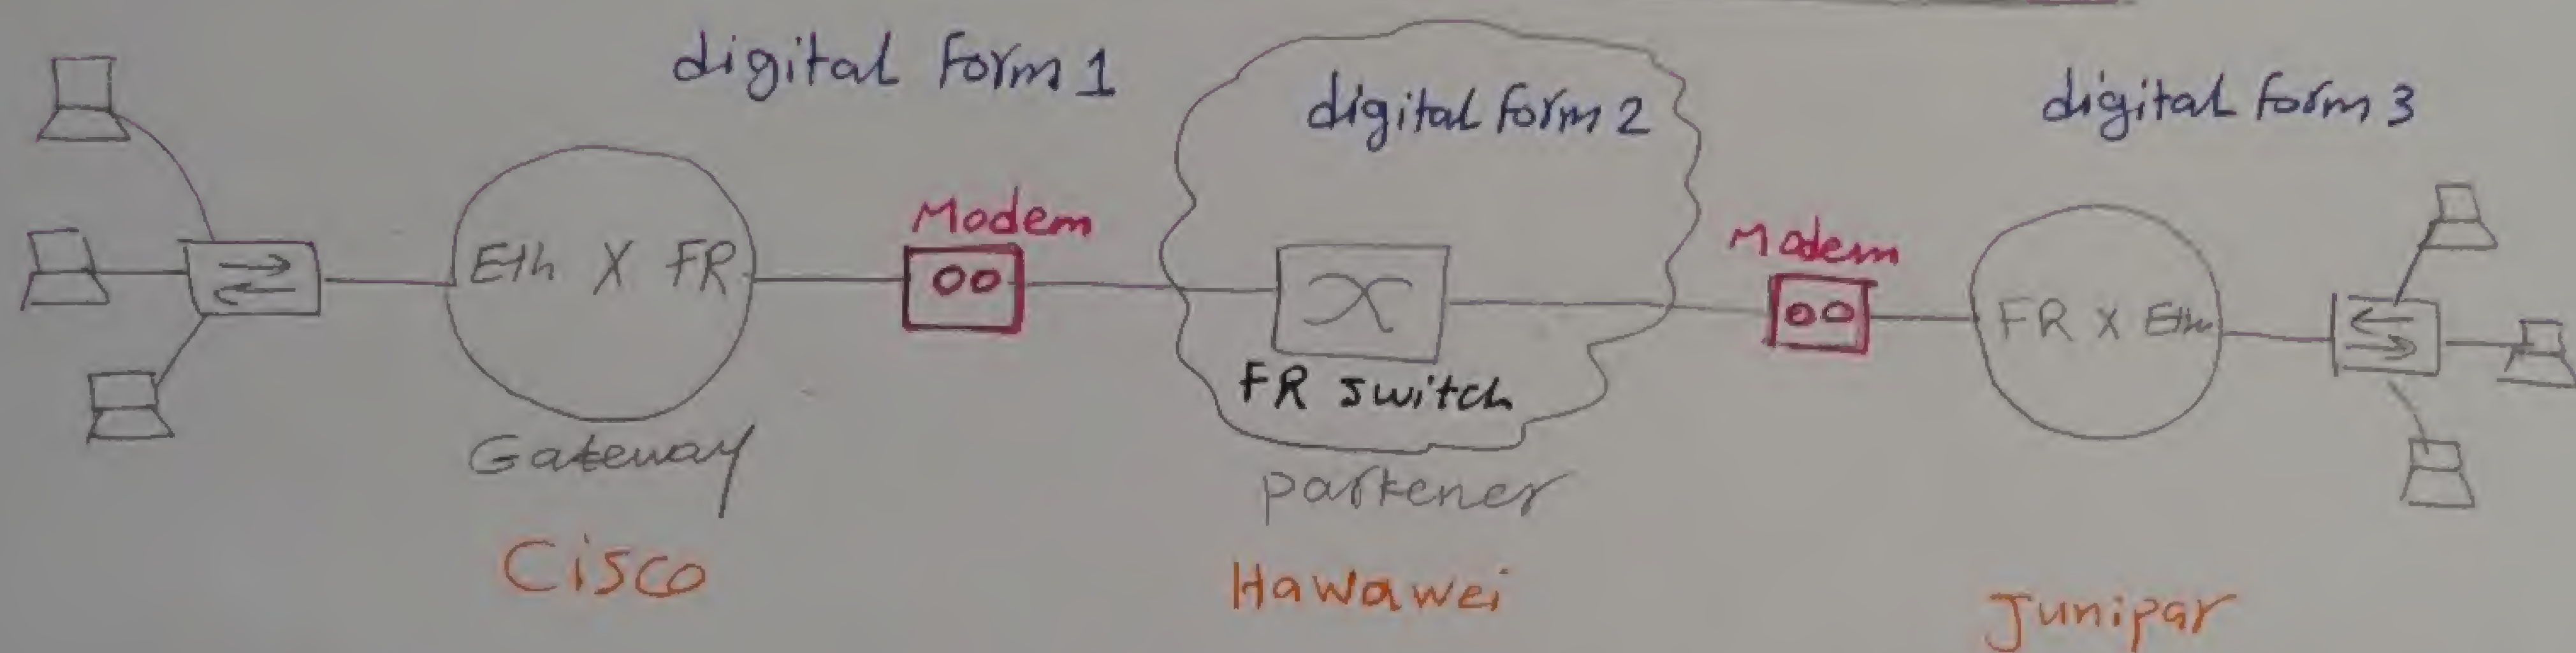 digital form 1
digital form 2
digital form 3
Modem
Modem
Eth X FR
FR X Eth
FR switch
Gateway
partener
Cisco
Hawawei
Junipar